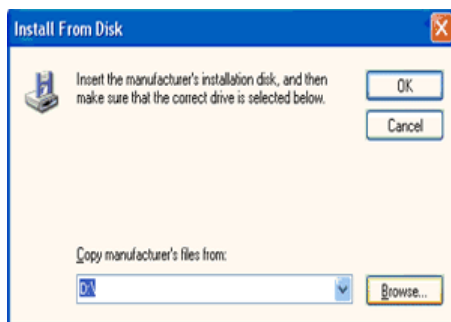 Install From Disk
Insert the manufacturer's installation disk, and then
make sure that the correct drive is selected below.
OK
Cancel
Copy manufacturer's files from:
D:\
Browse...